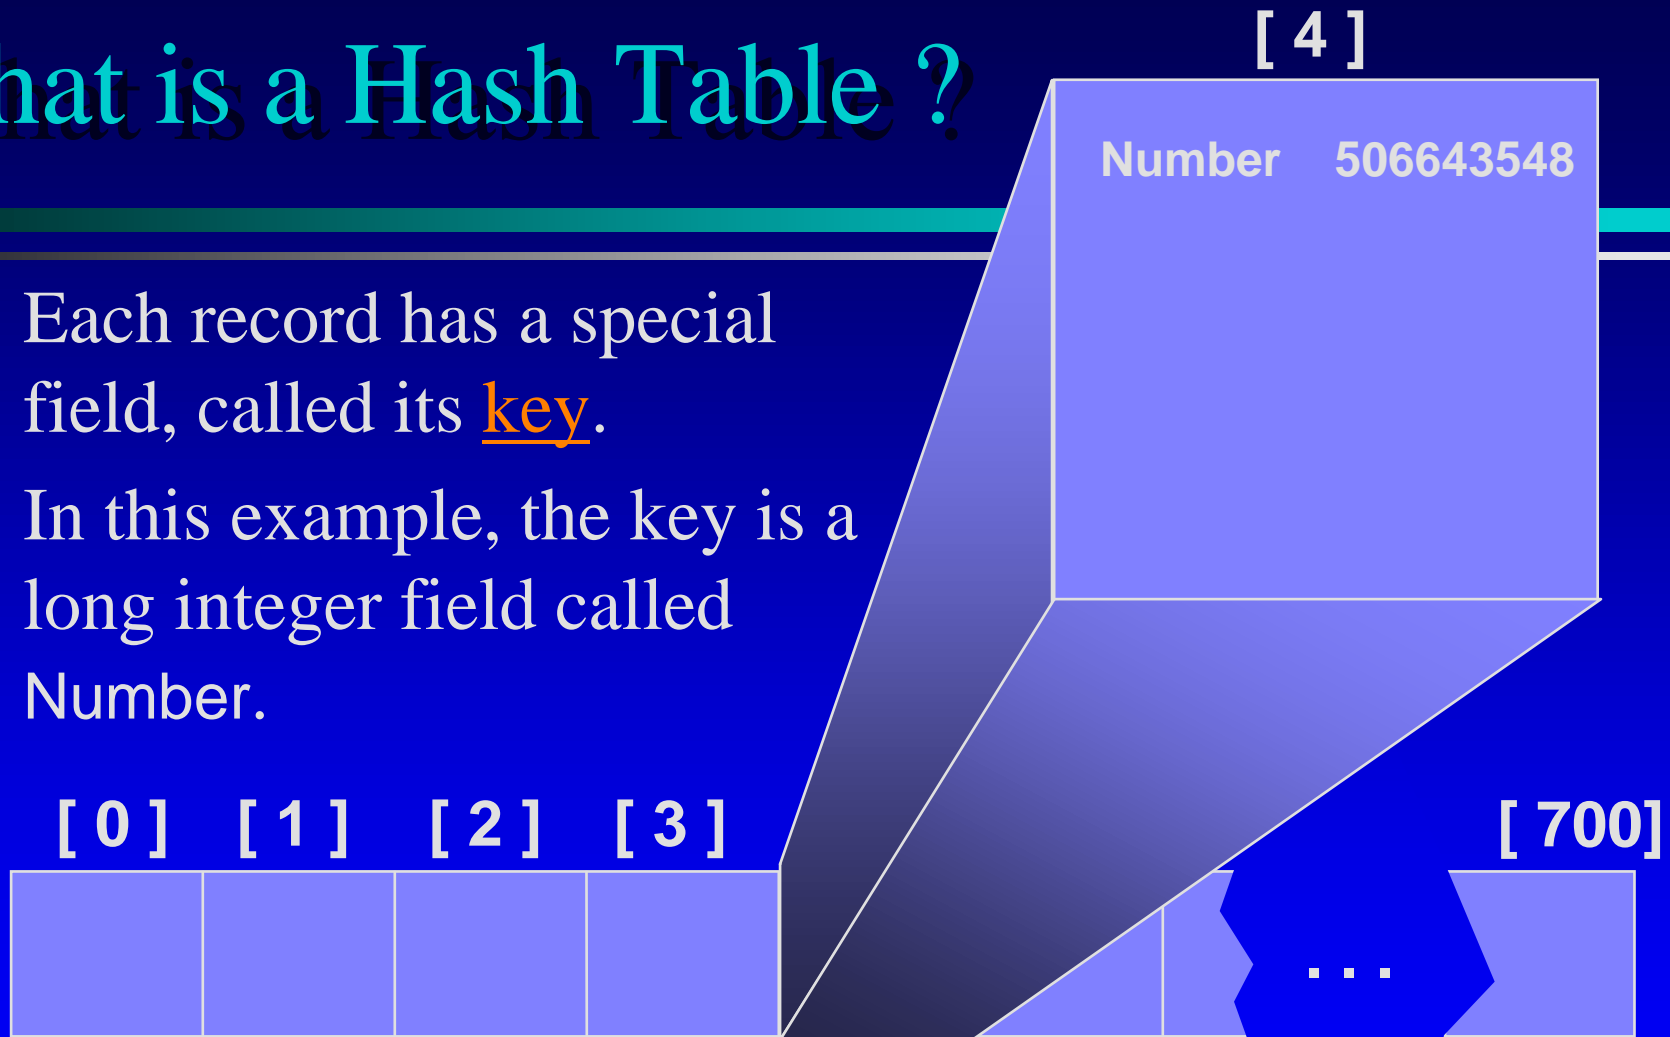 [ 4 ]
hat is a Hash Table ?
Number 506643548
Each record has a special
field, called its key.
In this example, the key is a
long integer field called
Number.
[ 0 ] [ 1 ] [ 2 ] [ 3 ] [ 700]
. . .